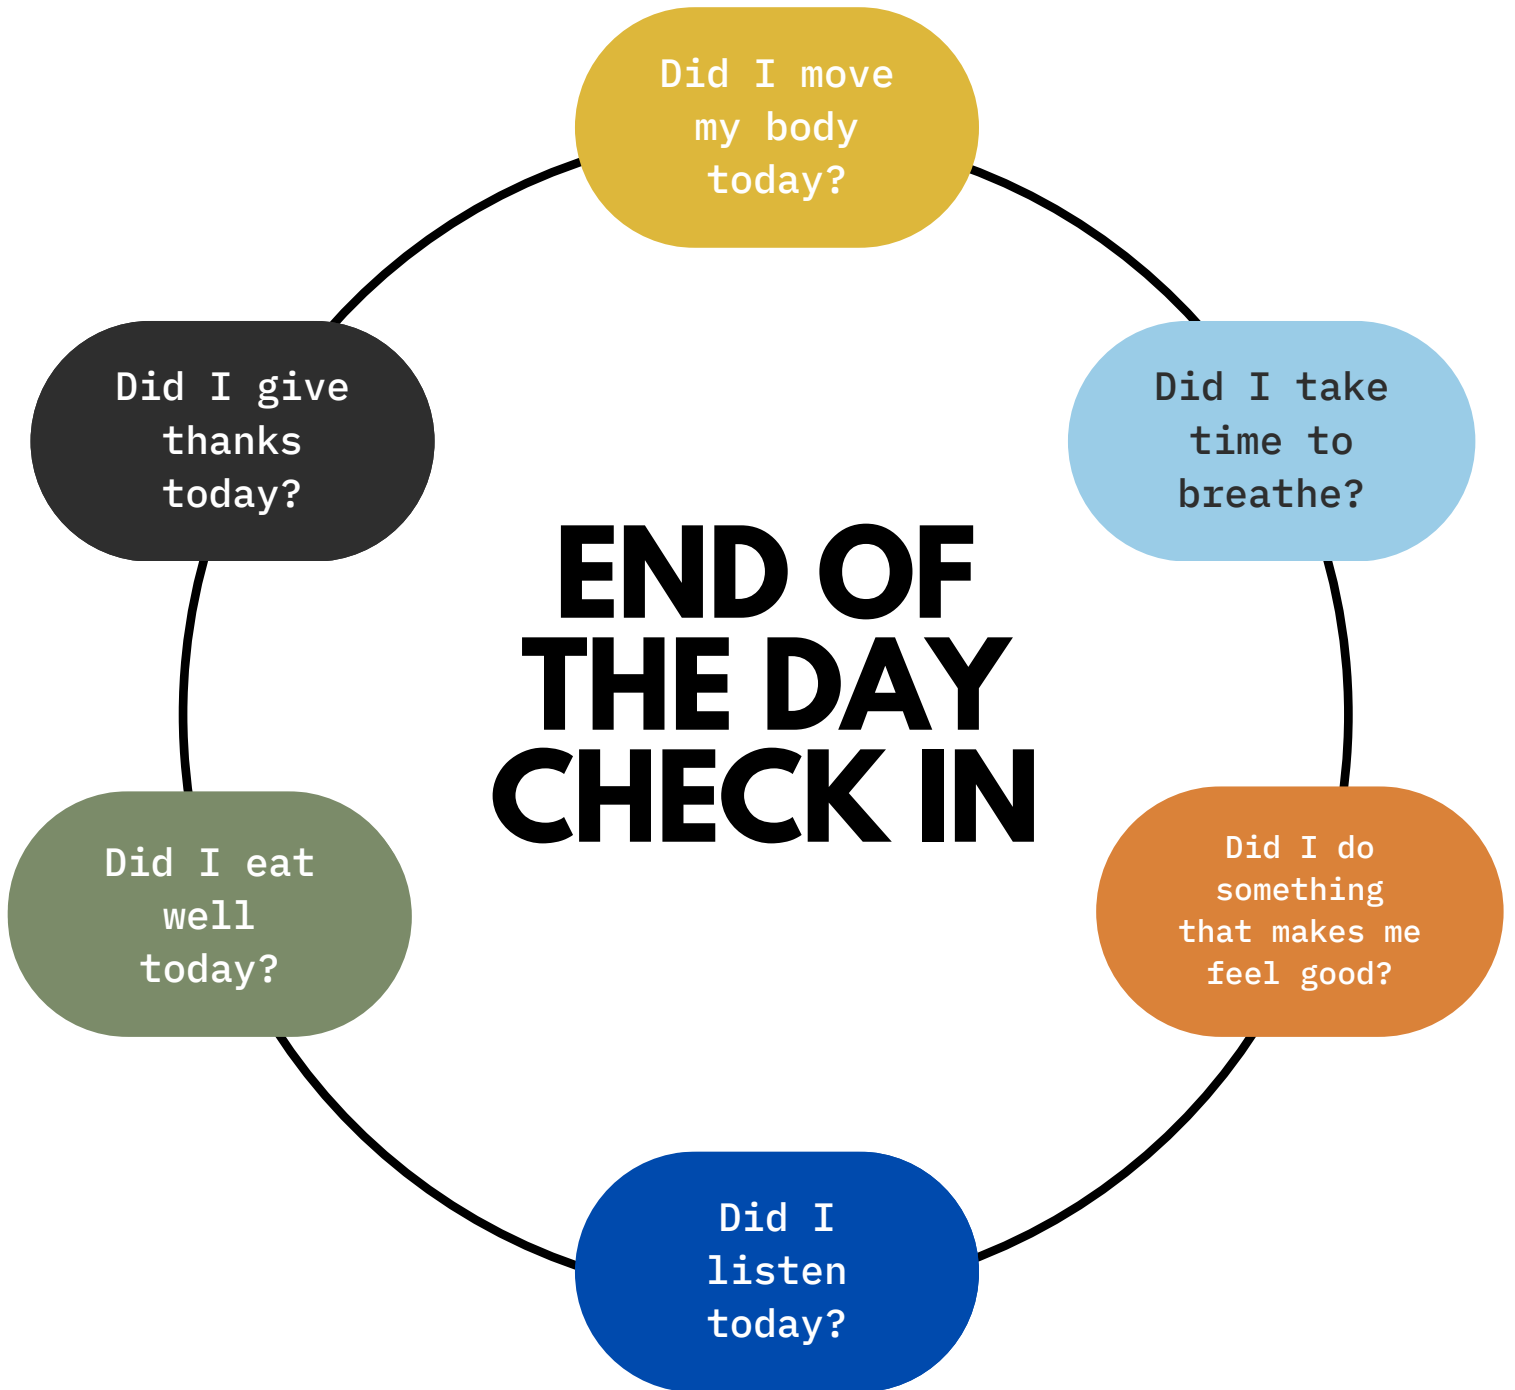 Did I move
my body
today?
Did I give
thanks
today?
Did I take
time to
breathe?
END OF
THE DAY
CHECK IN
Did I eat
well
today?
Did I do
something
that makes me
feel good?
Did I
listen
today?